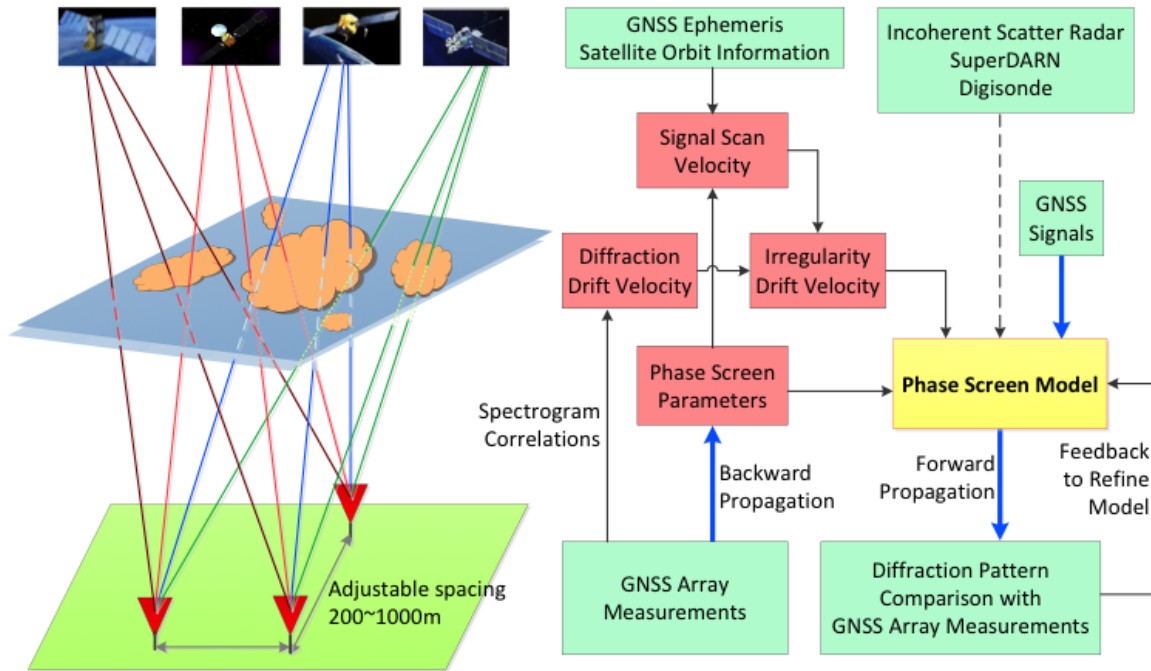 GNSS Ephemeris
Satellite Orbit Information
Incoherent Scatter Radar
SuperDARN
Digisonde
Signal Scan
Velocity
GNSS
Signals
Diffraction
Drift Velocity
Irregularity
Drift Velocity
Phase Screen
Parameters
Phase Screen Model
Spectrogram
Correlations
Backward
Propagation
Forward
Propagation
Feedback
to Refine
Model
Adjustable spacing
200~1000m
GNSS Array
Measurements
Diffraction Pattern
Comparison with
GNSS Array Measurements